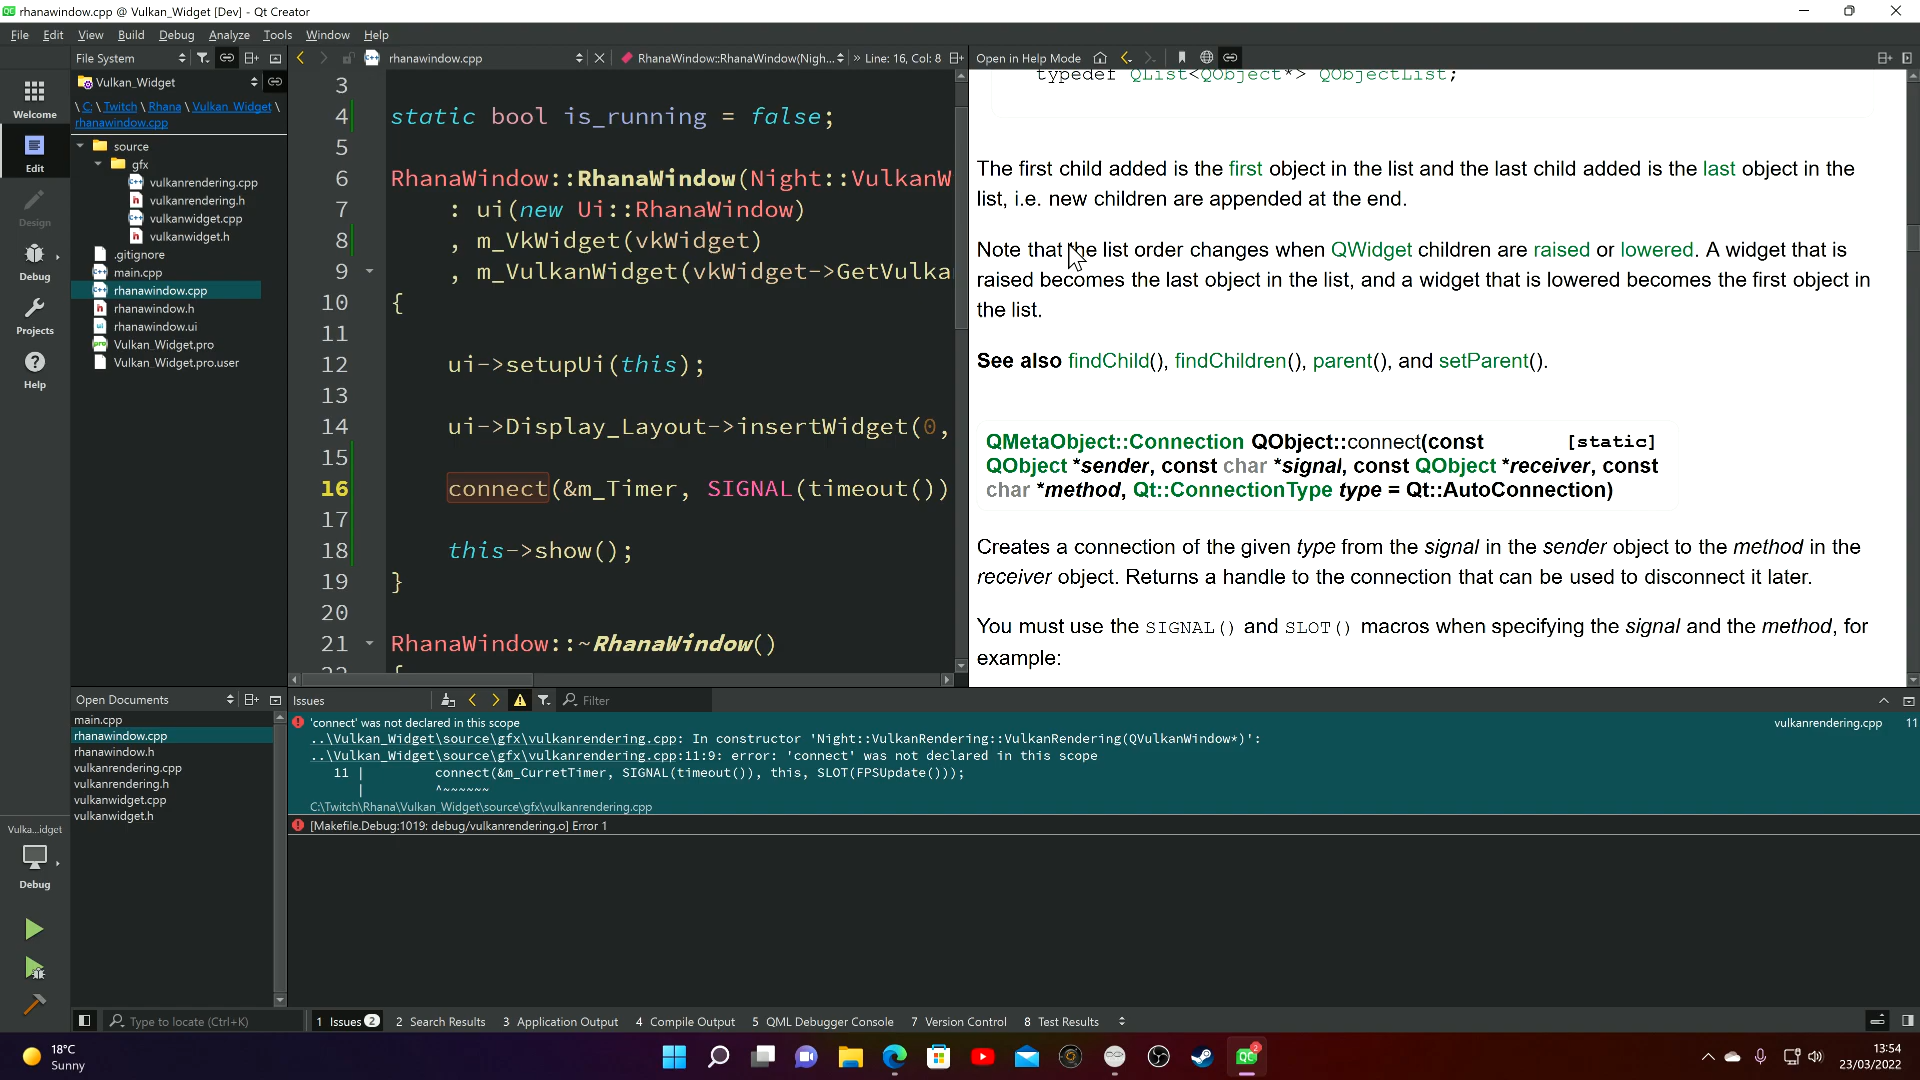 rhanawindow.cpp @ Vulkan_Widget [Dev] - Qt Creator
File Edit View Build Debug Analyze Tools Window Help
File System
rhanawindow.cpp
RhanaWindow::RhanaWindow(Nigh...
» Line: 16, Col: 8
Open in Help Mode
Vulkan_Widget
\ C: \ Twitch \ Rhana \ Vulkan_Widget \
rhanawindow.cpp
source
gfx
vulkanrendering.cpp
vulkanrendering.h
vulkanwidget.cpp
vulkanwidget.h
.gitignore
main.cpp
rhanawindow.cpp
rhanawindow.h
rhanawindow.ui
Vulkan_Widget.pro
Vulkan_Widget.pro.user
Welcome
Edit
Design
Debug
Projects
Help
3
4 static bool is_running = false;
5
6 RhanaWindow::RhanaWindow(Night::VulkanW
7 : ui(new Ui::RhanaWindow)
8 , m_VkWidget(vkWidget)
9 , m_VulkanWidget(vkWidget->GetVulka
10 {
11
12 ui->setupUi(this);
13
14 ui->Display_Layout->insertWidget(0,
15
16 connect(&m_Timer, SIGNAL(timeout())
17
18 this->show();
19 }
20
21 RhanaWindow::~RhanaWindow()
22 {
typedef QList<QObject*> QObjectList;
The first child added is the first object in the list and the last child added is the last object in the
list, i.e. new children are appended at the end.
Note that the list order changes when QWidget children are raised or lowered. A widget that is
raised becomes the last object in the list, and a widget that is lowered becomes the first object in
the list.
See also findChild(), findChildren(), parent(), and setParent().
QMetaObject::Connection QObject::connect(const [static]
QObject *sender, const char *signal, const QObject *receiver, const
char *method, Qt::ConnectionType type = Qt::AutoConnection)
Creates a connection of the given type from the signal in the sender object to the method in the
receiver object. Returns a handle to the connection that can be used to disconnect it later.
You must use the SIGNAL() and SLOT() macros when specifying the signal and the method, for
example:
Open Documents
main.cpp
rhanawindow.cpp
rhanawindow.h
vulkanrendering.cpp
vulkanrendering.h
vulkanwidget.cpp
vulkanwidget.h
Issues
Filter
'connect' was not declared in this scope
vulkanrendering.cpp 11
..\Vulkan_Widget\source\gfx\vulkanrendering.cpp: In constructor 'Night::VulkanRendering::VulkanRendering(QVulkanWindow*)':
..\Vulkan_Widget\source\gfx\vulkanrendering.cpp:11:9: error: 'connect' was not declared in this scope
11 | connect(&m_CurretTimer, SIGNAL(timeout()), this, SLOT(FPSUpdate()));
| ^~~~~~~
C:\Twitch\Rhana\Vulkan_Widget\source\gfx\vulkanrendering.cpp
[Makefile.Debug:1019: debug/vulkanrendering.o] Error 1
Vulka...idget
Debug
Type to locate (Ctrl+K)
1 Issues 2
2 Search Results
3 Application Output
4 Compile Output
5 QML Debugger Console
7 Version Control
8 Test Results
18°C
Sunny
QC
2
13:54
23/03/2022